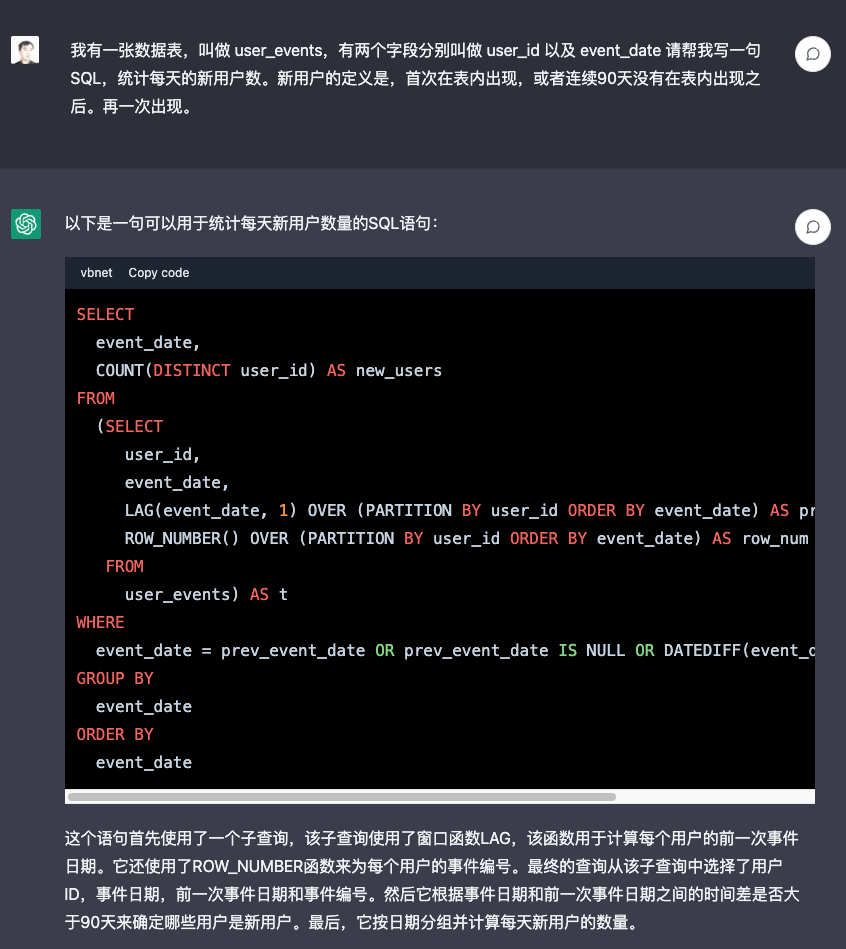 我有一张数据表，叫做 user_events，有两个字段分别叫做 user_id 以及 event_date 请帮我写一句
SQL，统计每天的新用户数。新用户的定义是，首次在表内出现，或者连续90天没有在表内出现之
后。再一次出现。
以下是一句可以用于统计每天新用户数量的SQL语句：
vbnet Copy code
SELECT
event_date,
COUNT(DISTINCT user_id) AS new_users
FROM
(SELECT
user_id,
event_date,
LAG(event_date, 1) OVER (PARTITION BY user_id ORDER BY event_date) AS pr
ROW_NUMBER() OVER (PARTITION BY user_id ORDER BY event_date) AS row_num
FROM
user_events) AS t
WHERE
event_date = prev_event_date OR prev_event_date IS NULL OR DATEDIFF(event_d
GROUP BY
event_date
ORDER BY
event_date
这个语句首先使用了一个子查询，该子查询使用了窗口函数LAG，该函数用于计算每个用户的前一次事件
日期。它还使用了ROW_NUMBER函数来为每个用户的事件编号。最终的查询从该子查询中选择了用户
ID，事件日期，前一次事件日期和事件编号。然后它根据事件日期和前一次事件日期之间的时间差是否大
于90天来确定哪些用户是新用户。最后，它按日期分组并计算每天新用户的数量。